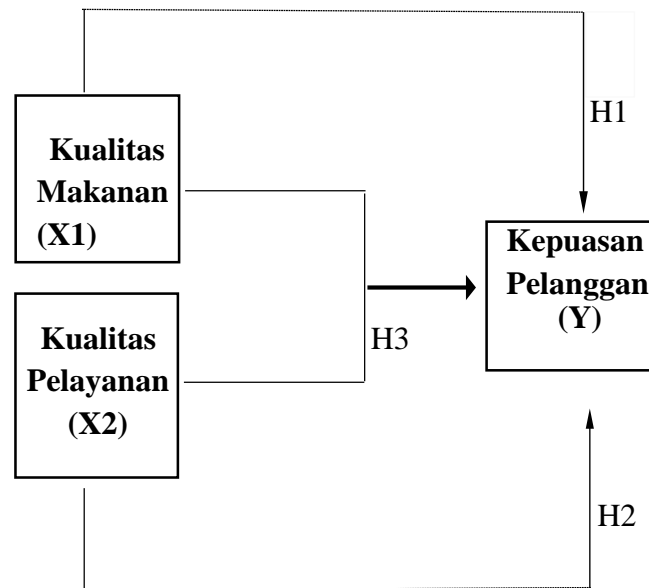 H1
Kualitas
Makanan
(X1)
Kepuasan
Pelanggan
(Y)
H3
Kualitas
Pelayanan
(X2)
H2